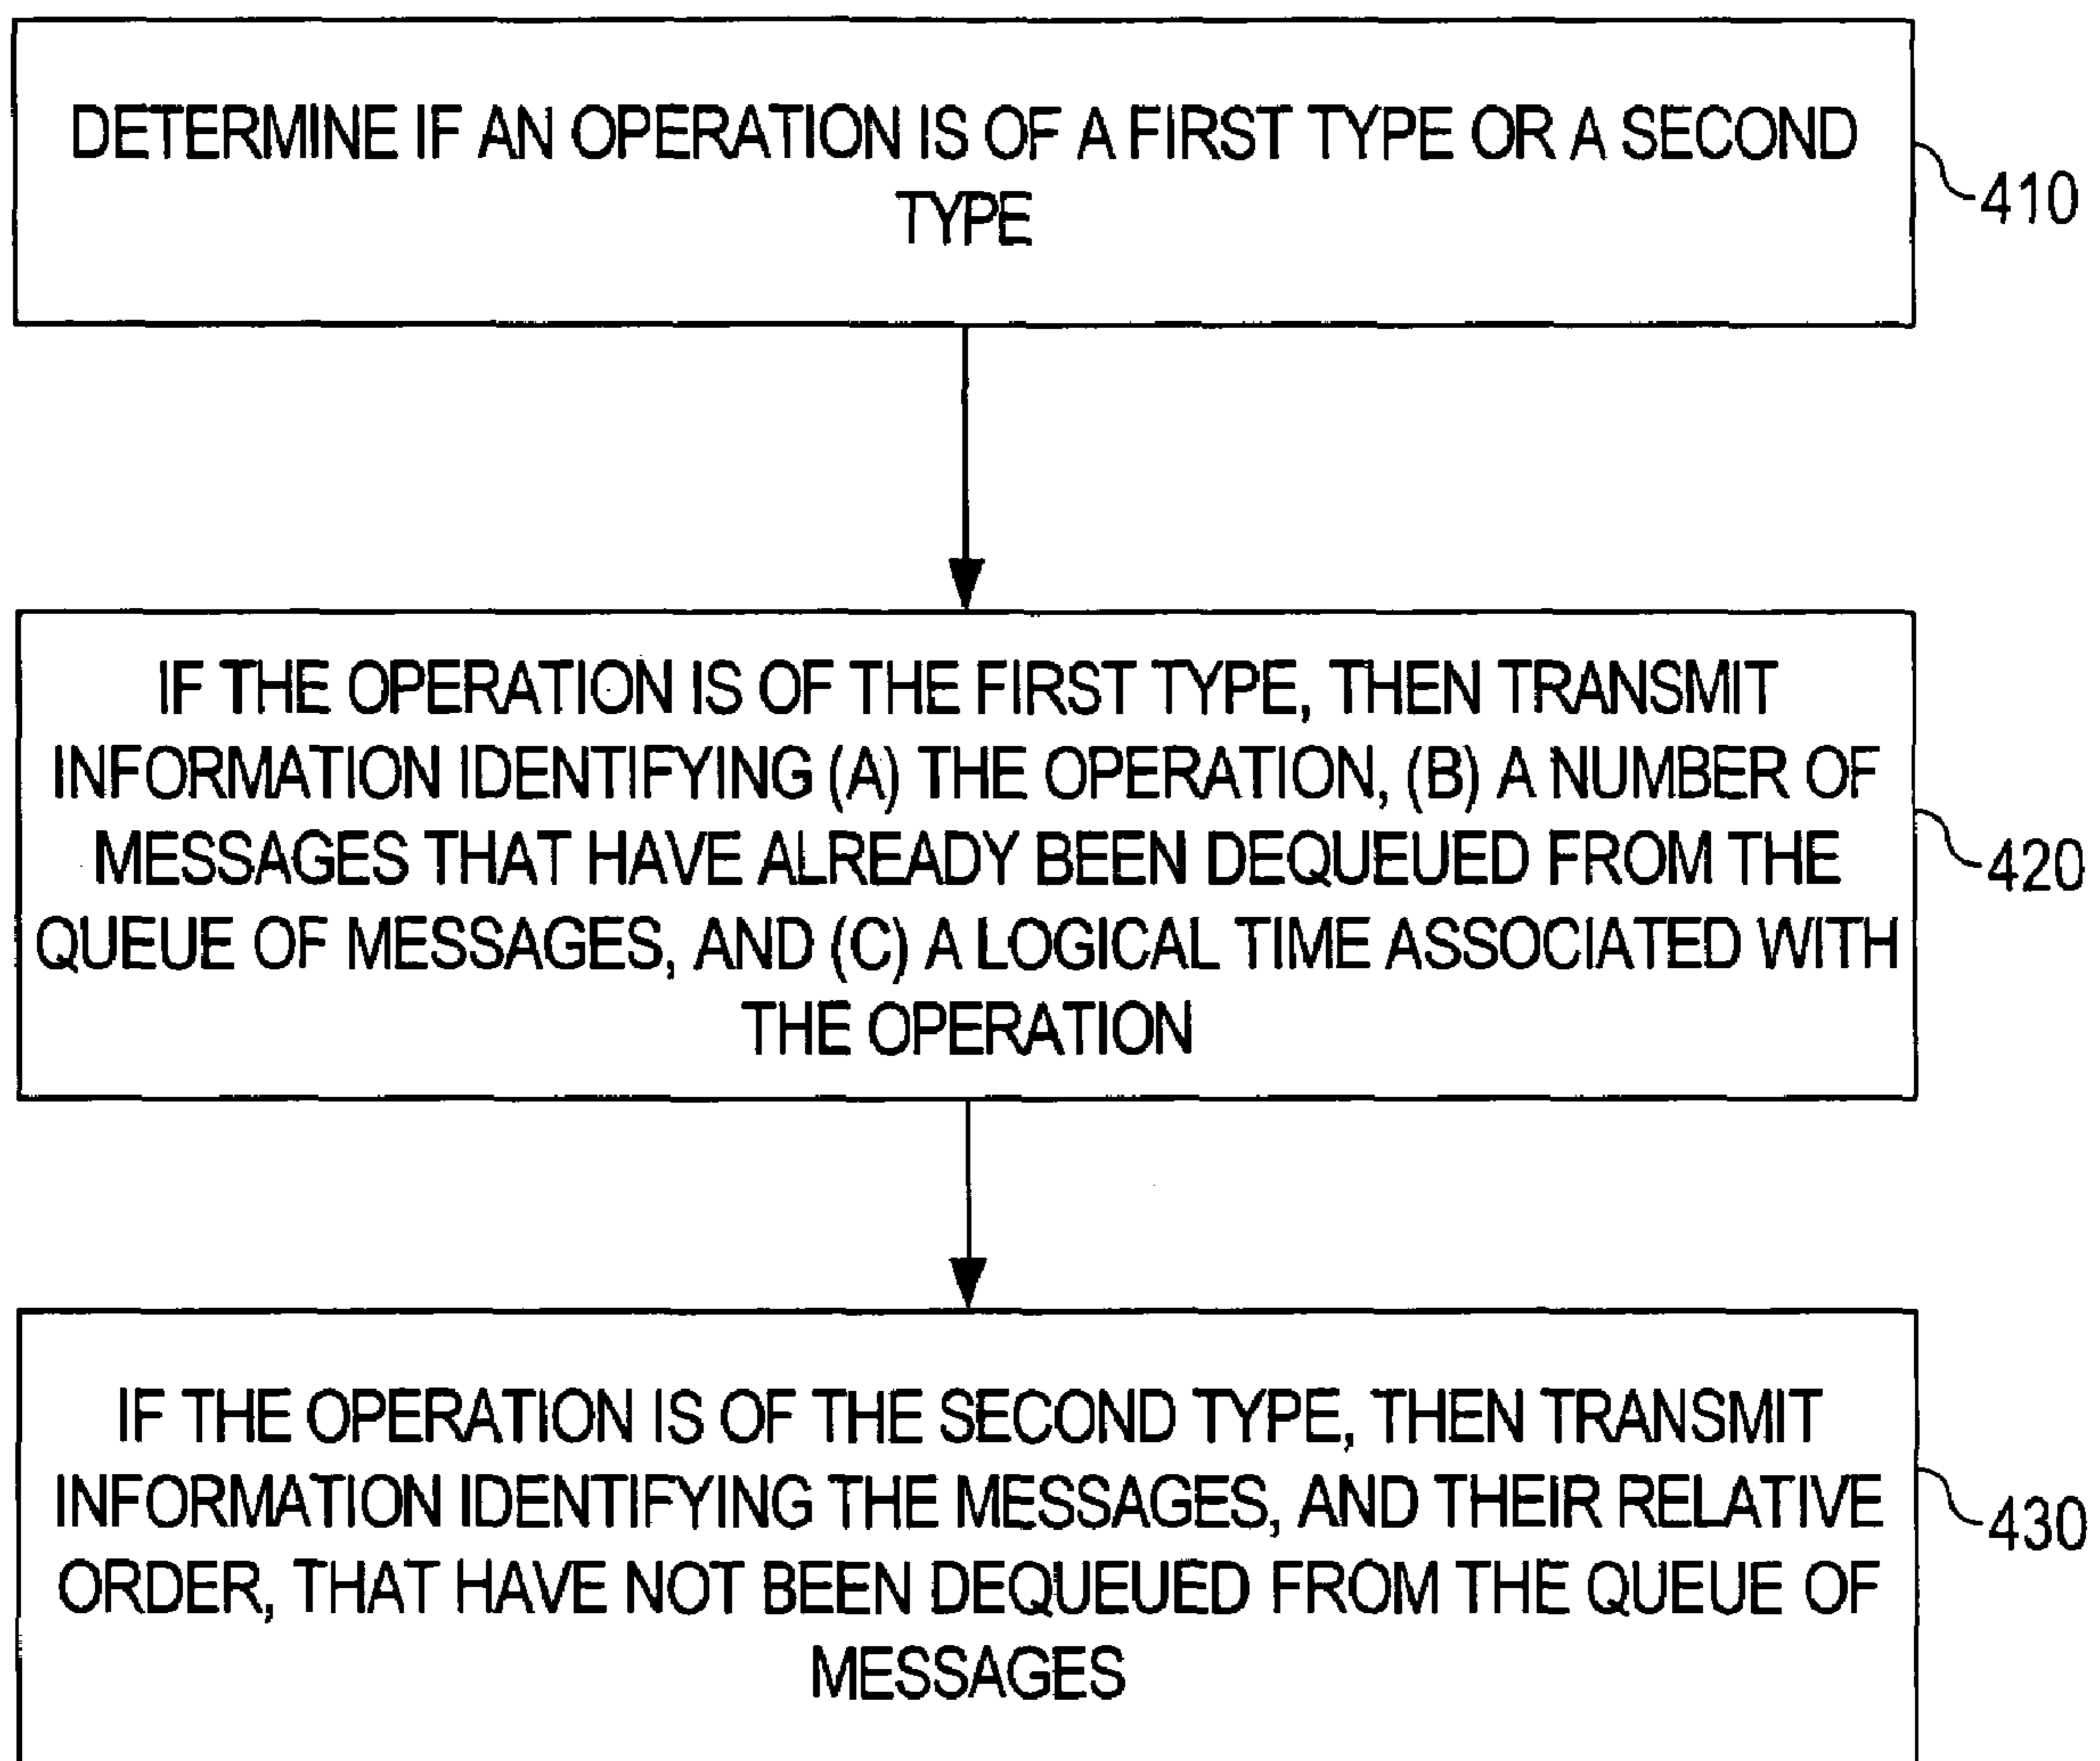 DETERMINE IF AN OPERATION IS OF A FIRST TYPE OR A SECOND
TYPE
410
IF THE OPERATION IS OF THE FIRST TYPE, THEN TRANSMIT
INFORMATION IDENTIFYING (A) THE OPERATION, (B) A NUMBER OF
MESSAGES THAT HAVE ALREADY BEEN DEQUEUED FROM THE
QUEUE OF MESSAGES, AND (C) A LOGICAL TIME ASSOCIATED WITH
THE OPERATION
420
IF THE OPERATION IS OF THE SECOND TYPE, THEN TRANSMIT
INFORMATION IDENTIFYING THE MESSAGES, AND THEIR RELATIVE
ORDER, THAT HAVE NOT BEEN DEQUEUED FROM THE QUEUE OF
MESSAGES
430